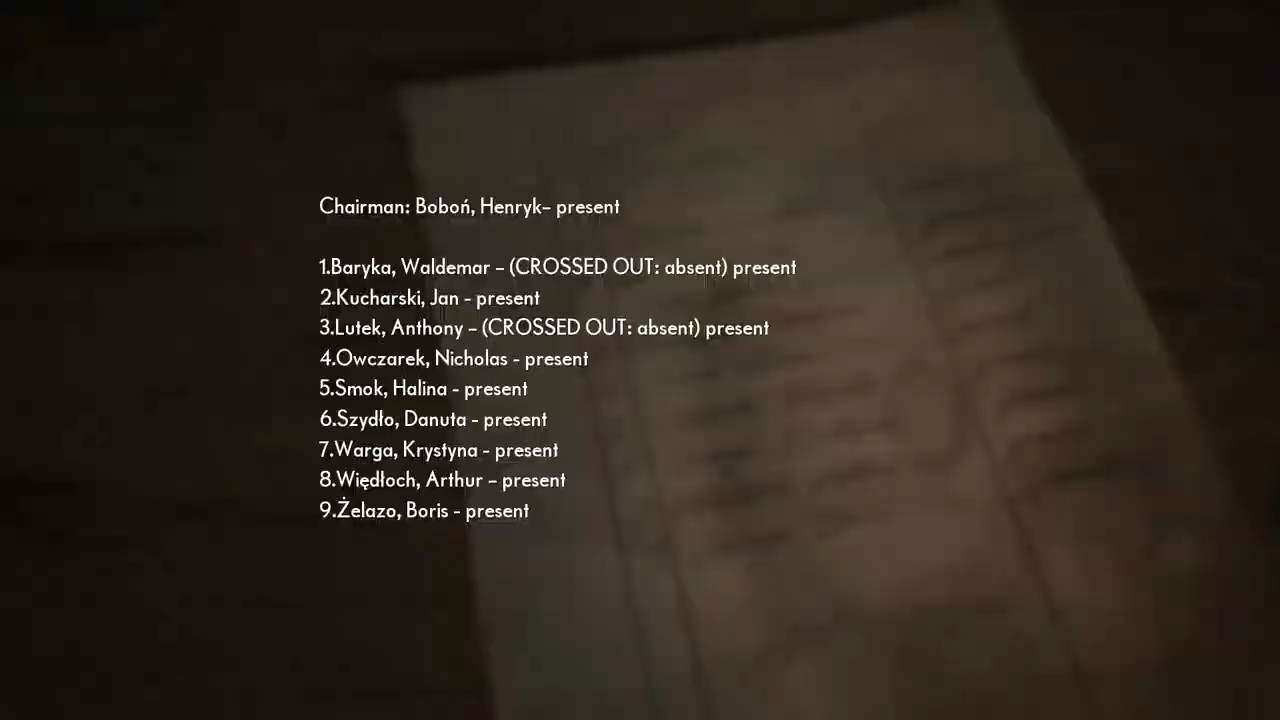 Chairman: Boboń, Henryk– present
1.Baryka, Waldemar – (CROSSED OUT: absent) present
2.Kucharski, Jan - present
3.Lutek, Anthony – (CROSSED OUT: absent) present
4.Owczarek, Nicholas - present
5.Smok, Halina - present
6.Szydło, Danuta - present
7.Warga, Krystyna - present
8.Więdłoch, Arthur – present
9.Żelazo, Boris - present